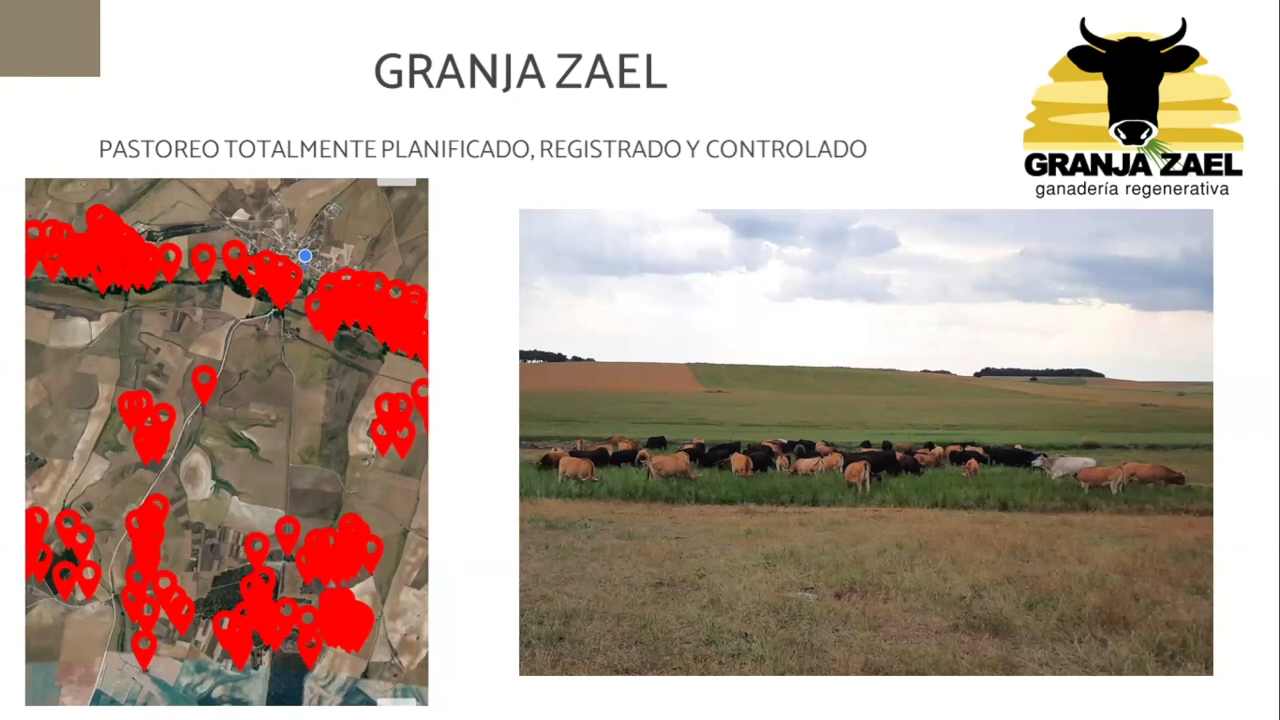 GRANJA ZAEL
PASTOREO TOTALMENTE PLANIFICADO, REGISTRADO Y CONTROLADO
GRANJA ZAEL
ganadería regenerativa